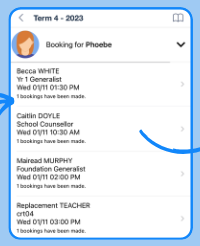 Term 4 - 2023
Booking for Phoebe
Becca WHITE
Yr 1 Generalist
Wed 01/11 01:30 PM
1 bookings have been made.
Caitlin DOYLE
School Counsellor
Wed 01/11 10:30 AM
1 bookings have been made.
Mairead MURPHY
Foundation Generalist
Wed 01/11 02:00 PM
1 bookings have been made.
Replacement TEACHER
crt04
Wed 01/11 03:00 PM
1 bookings have been made.